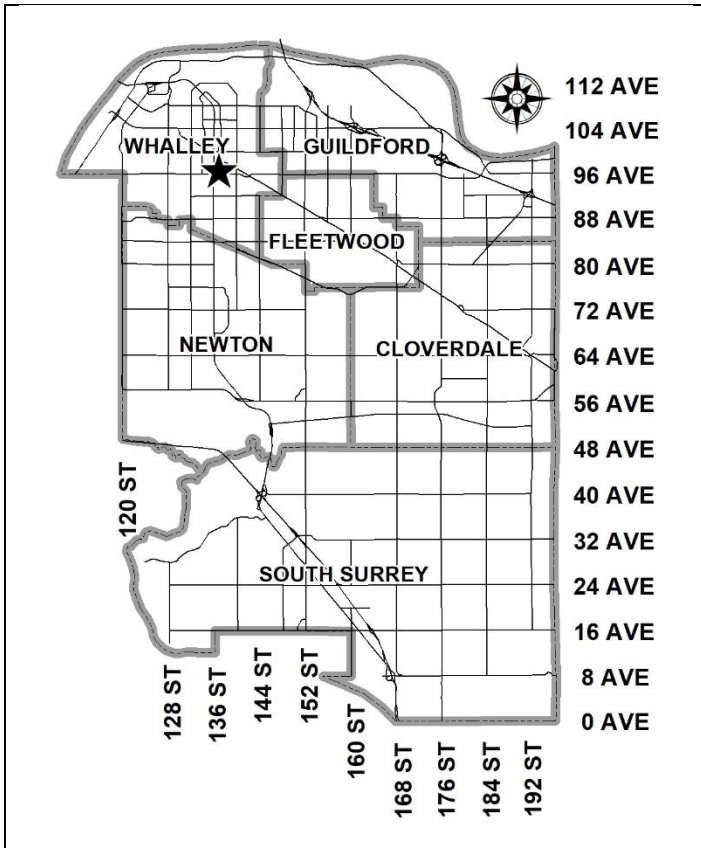 112 AVE
104 AVE
WHALLEY
GUILDFORD
96 AVE
88 AVE
FLEETWOOD
80 AVE
72 AVE
NEWTON
CLOVERDALE
64 AVE
56 AVE
48 AVE
120 ST
40 AVE
32 AVE
SOUTH SURREY
24 AVE
16 AVE
8 AVE
0 AVE
128 ST
136 ST
144 ST
152 ST
160 ST
168 ST
176 ST
184 ST
192 ST